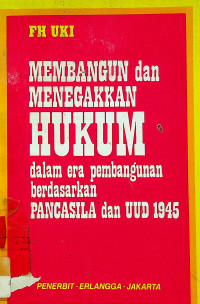 FH UKI
MEMBANGUN dan
MENEGAKKAN
HUKUM
dalam era pembangunan
berdasarkan
PANCASILA dan UUD 1945
PENERBIT - ERLANGGA - JAKARTA